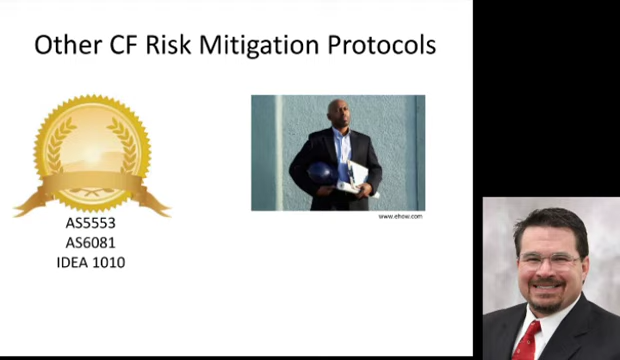 Other CF Risk Mitigation Protocols
AS5553
AS6081
IDEA 1010
www.ehow.com